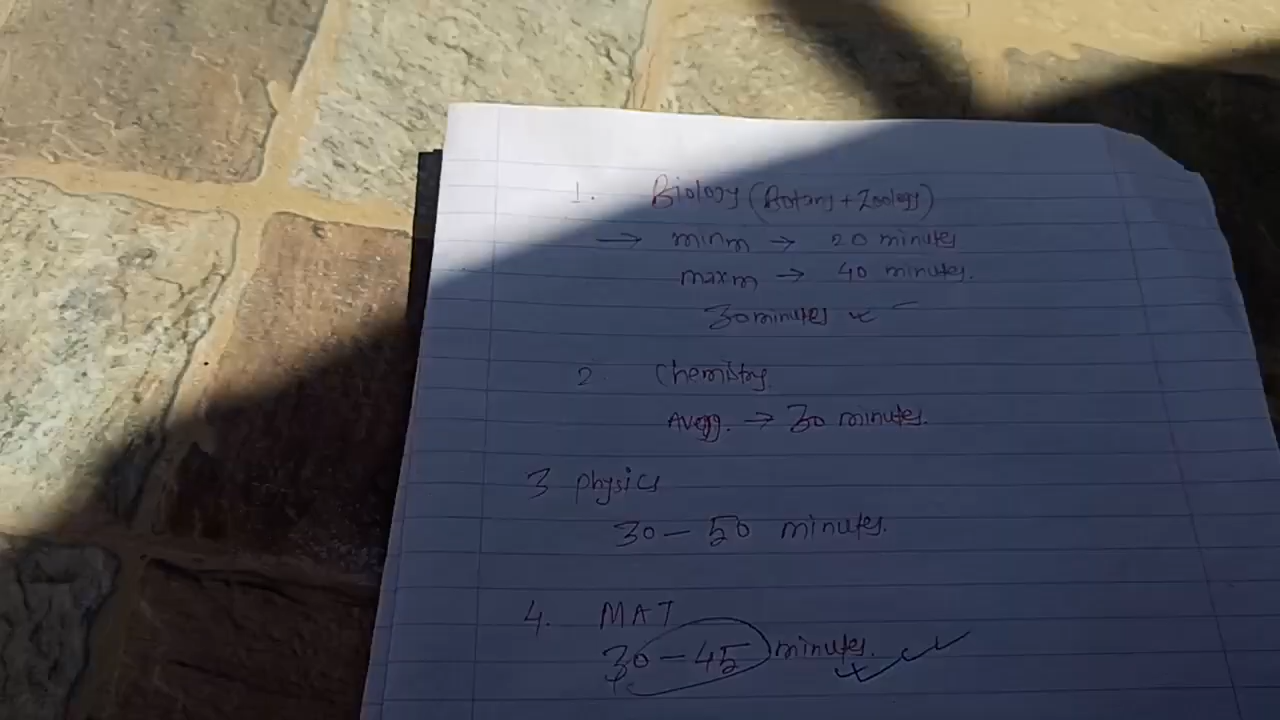 1. Biology (Botany + Zoology)
→ minm → 20 minutes
maxm → 40 minutes.
30 minutes
2. Chemistry
Avegg. → 30 minutes.
3 physics
30 – 50 minutes.
4. MAT
30 – 45 minutes.